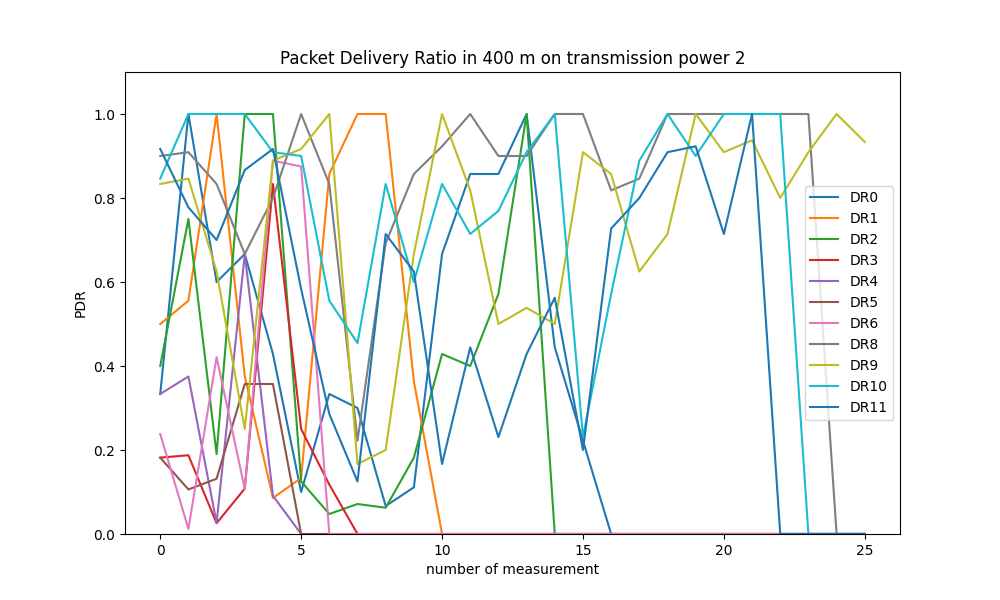 Packet Delivery Ratio in 400 m on transmission power 2
PDR
1.0
0.8
0.6
0.4
0.2
0.0
0 5 10 15 20 25
number of measurement
DR0
DR1
DR2
DR3
DR4
DR5
DR6
DR8
DR9
DR10
DR11